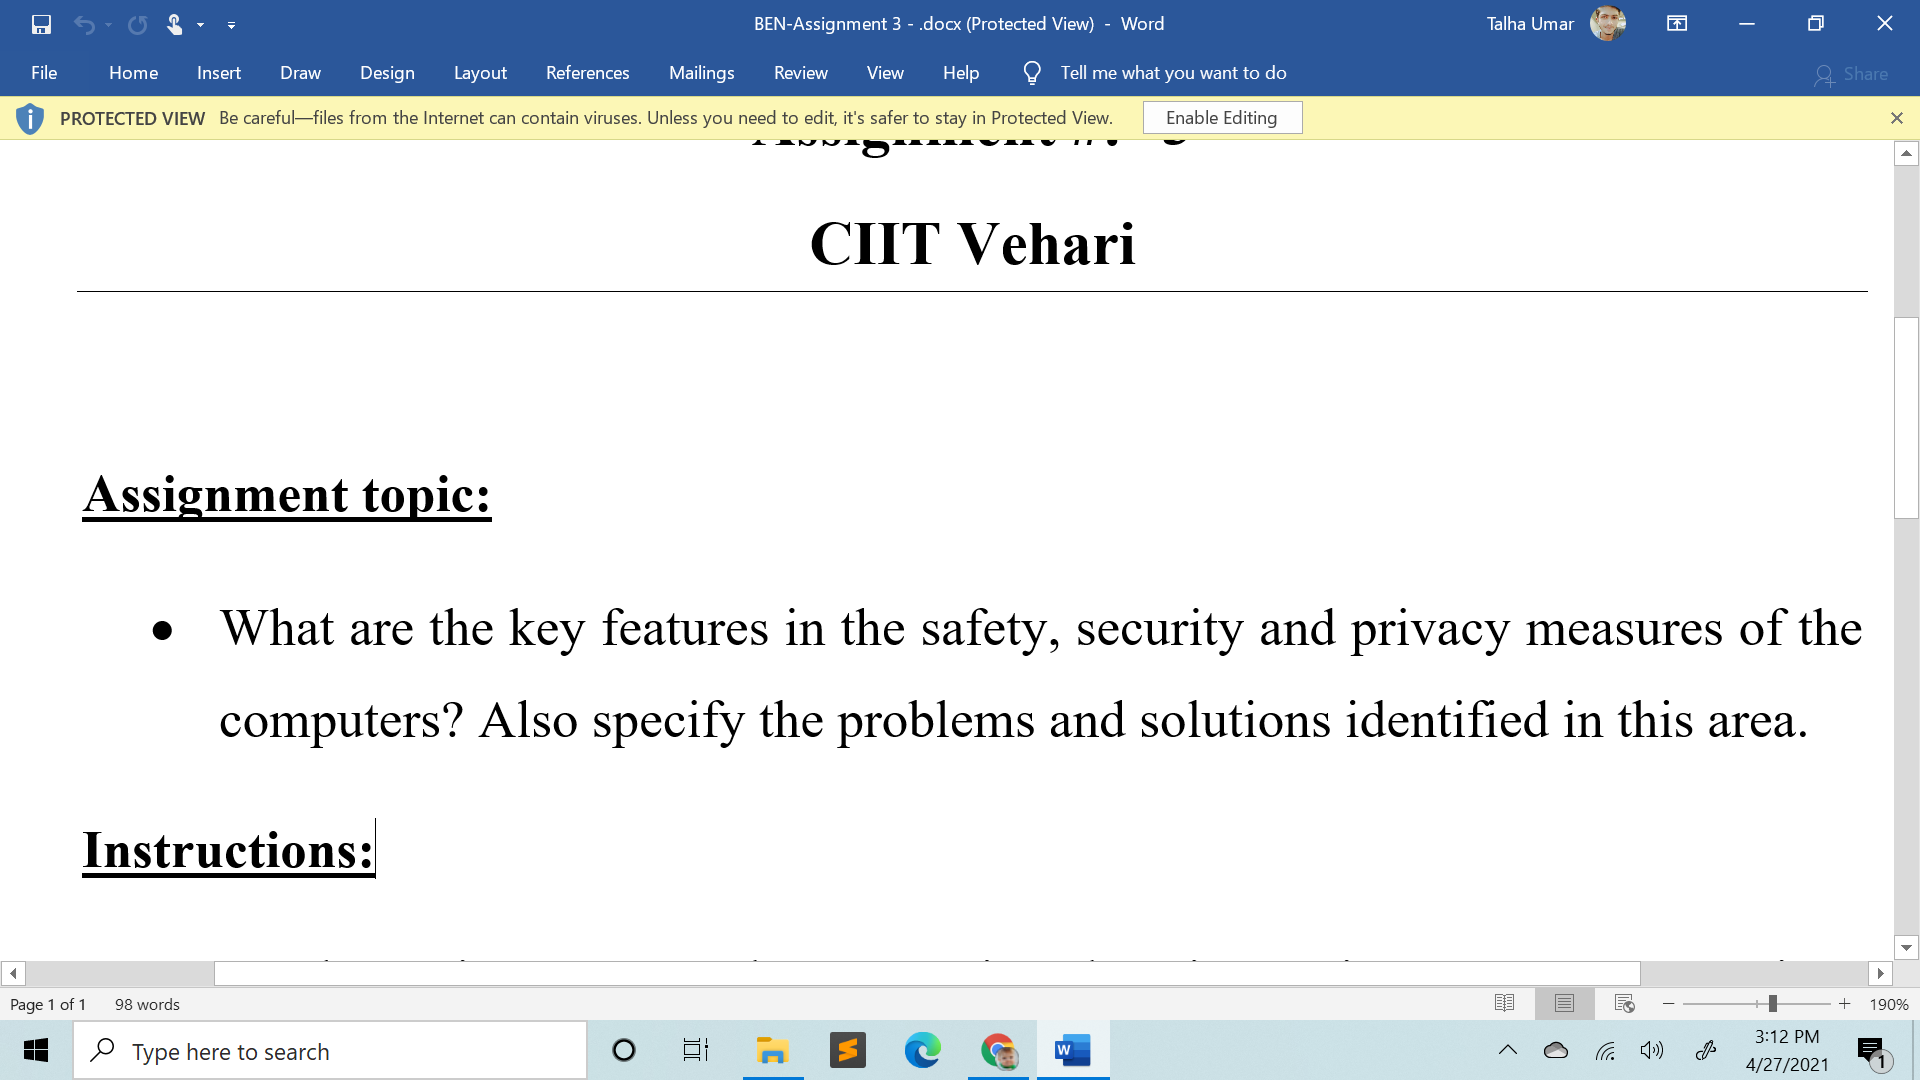 BEN-Assignment 3 - .docx (Protected View) - Word
Talha Umar
File Home Insert Draw Design Layout References Mailings Review View Help Tell me what you want to do Share
PROTECTED VIEW Be careful—files from the Internet can contain viruses. Unless you need to edit, it's safer to stay in Protected View. Enable Editing
Assignment #: 3
CIIT Vehari
Assignment topic:
• What are the key features in the safety, security and privacy measures of the
computers? Also specify the problems and solutions identified in this area.
Instructions:
Page 1 of 1 98 words 190%
Type here to search
3:12 PM
4/27/2021
1